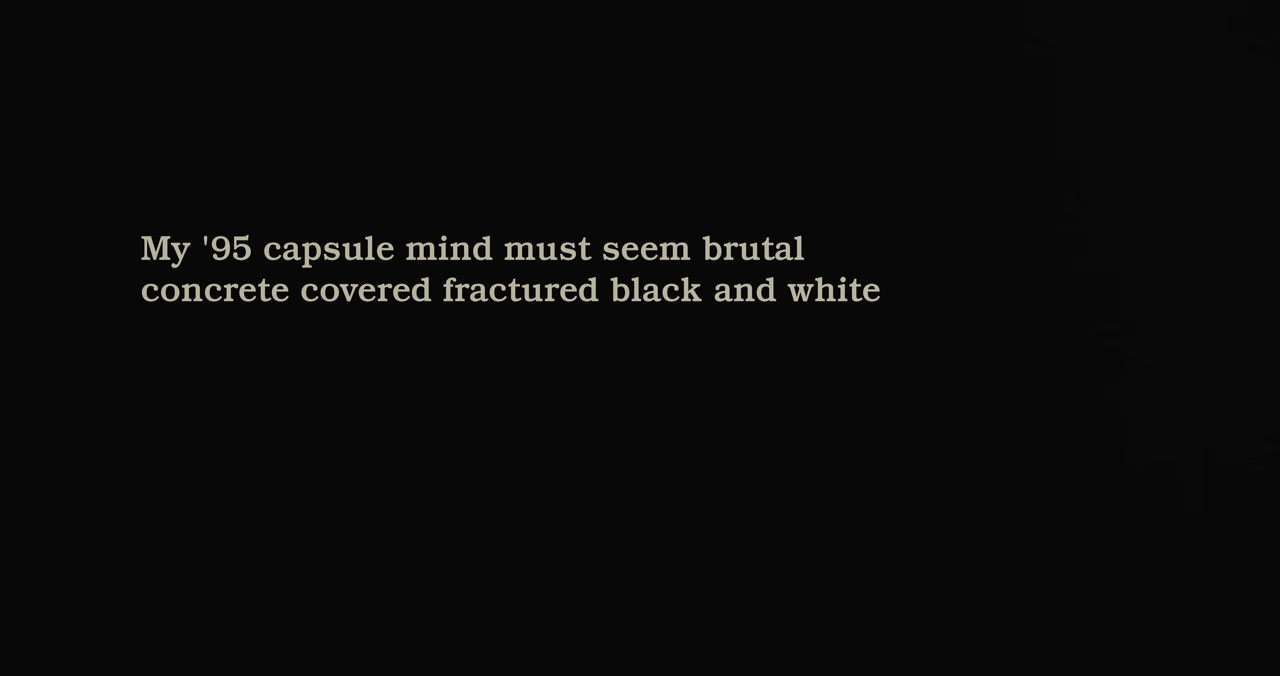 My '95 capsule mind must seem brutal
concrete covered fractured black and white